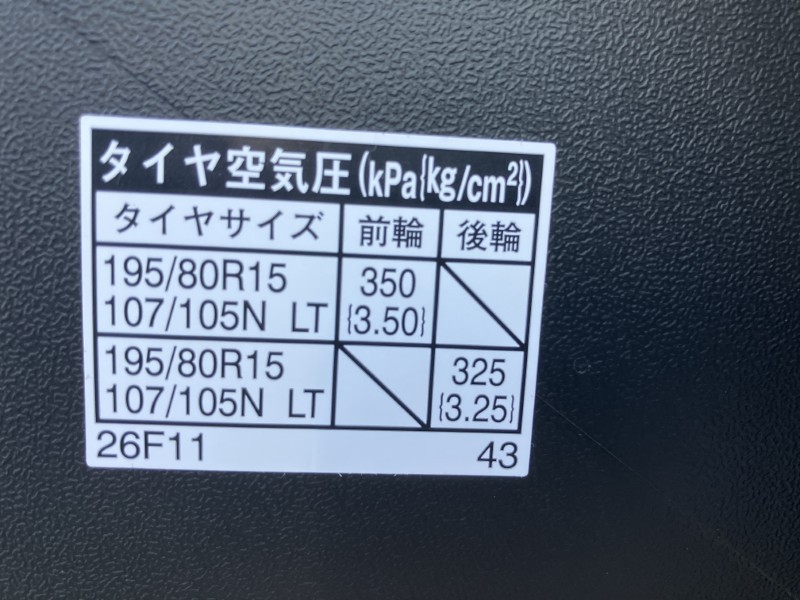 タイヤ空気圧(kPa{kg/cm²})
タイヤサイズ 前輪 後輪
195/80R15 350
107/105N LT {3.50}
195/80R15 325
107/105N LT {3.25}
26F11 43